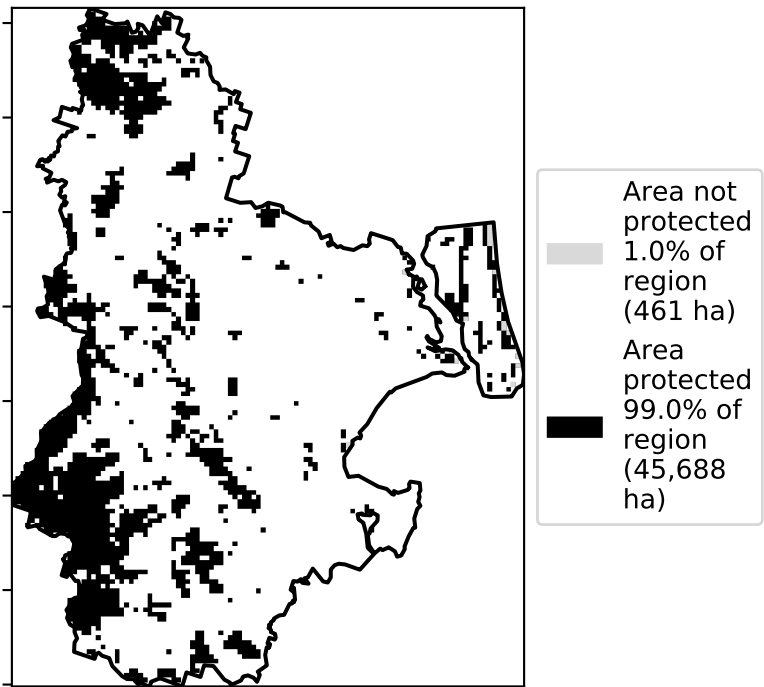 Area not
protected
1.0% of
region
(461 ha)
Area
protected
99.0% of
region
(45,688
ha)